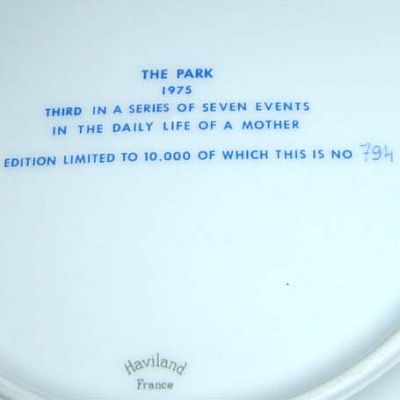 THE PARK
1975
THIRD IN A SERIES OF SEVEN EVENTS
IN THE DAILY LIFE OF A MOTHER
EDITION LIMITED TO 10.000 OF WHICH THIS IS NO 794
Haviland
France